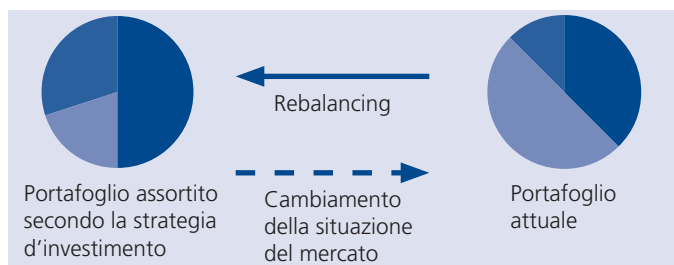 Rebalancing
Portafoglio assortito
secondo la strategia
d’investimento
Cambiamento
della situazione
del mercato
Portafoglio
attuale